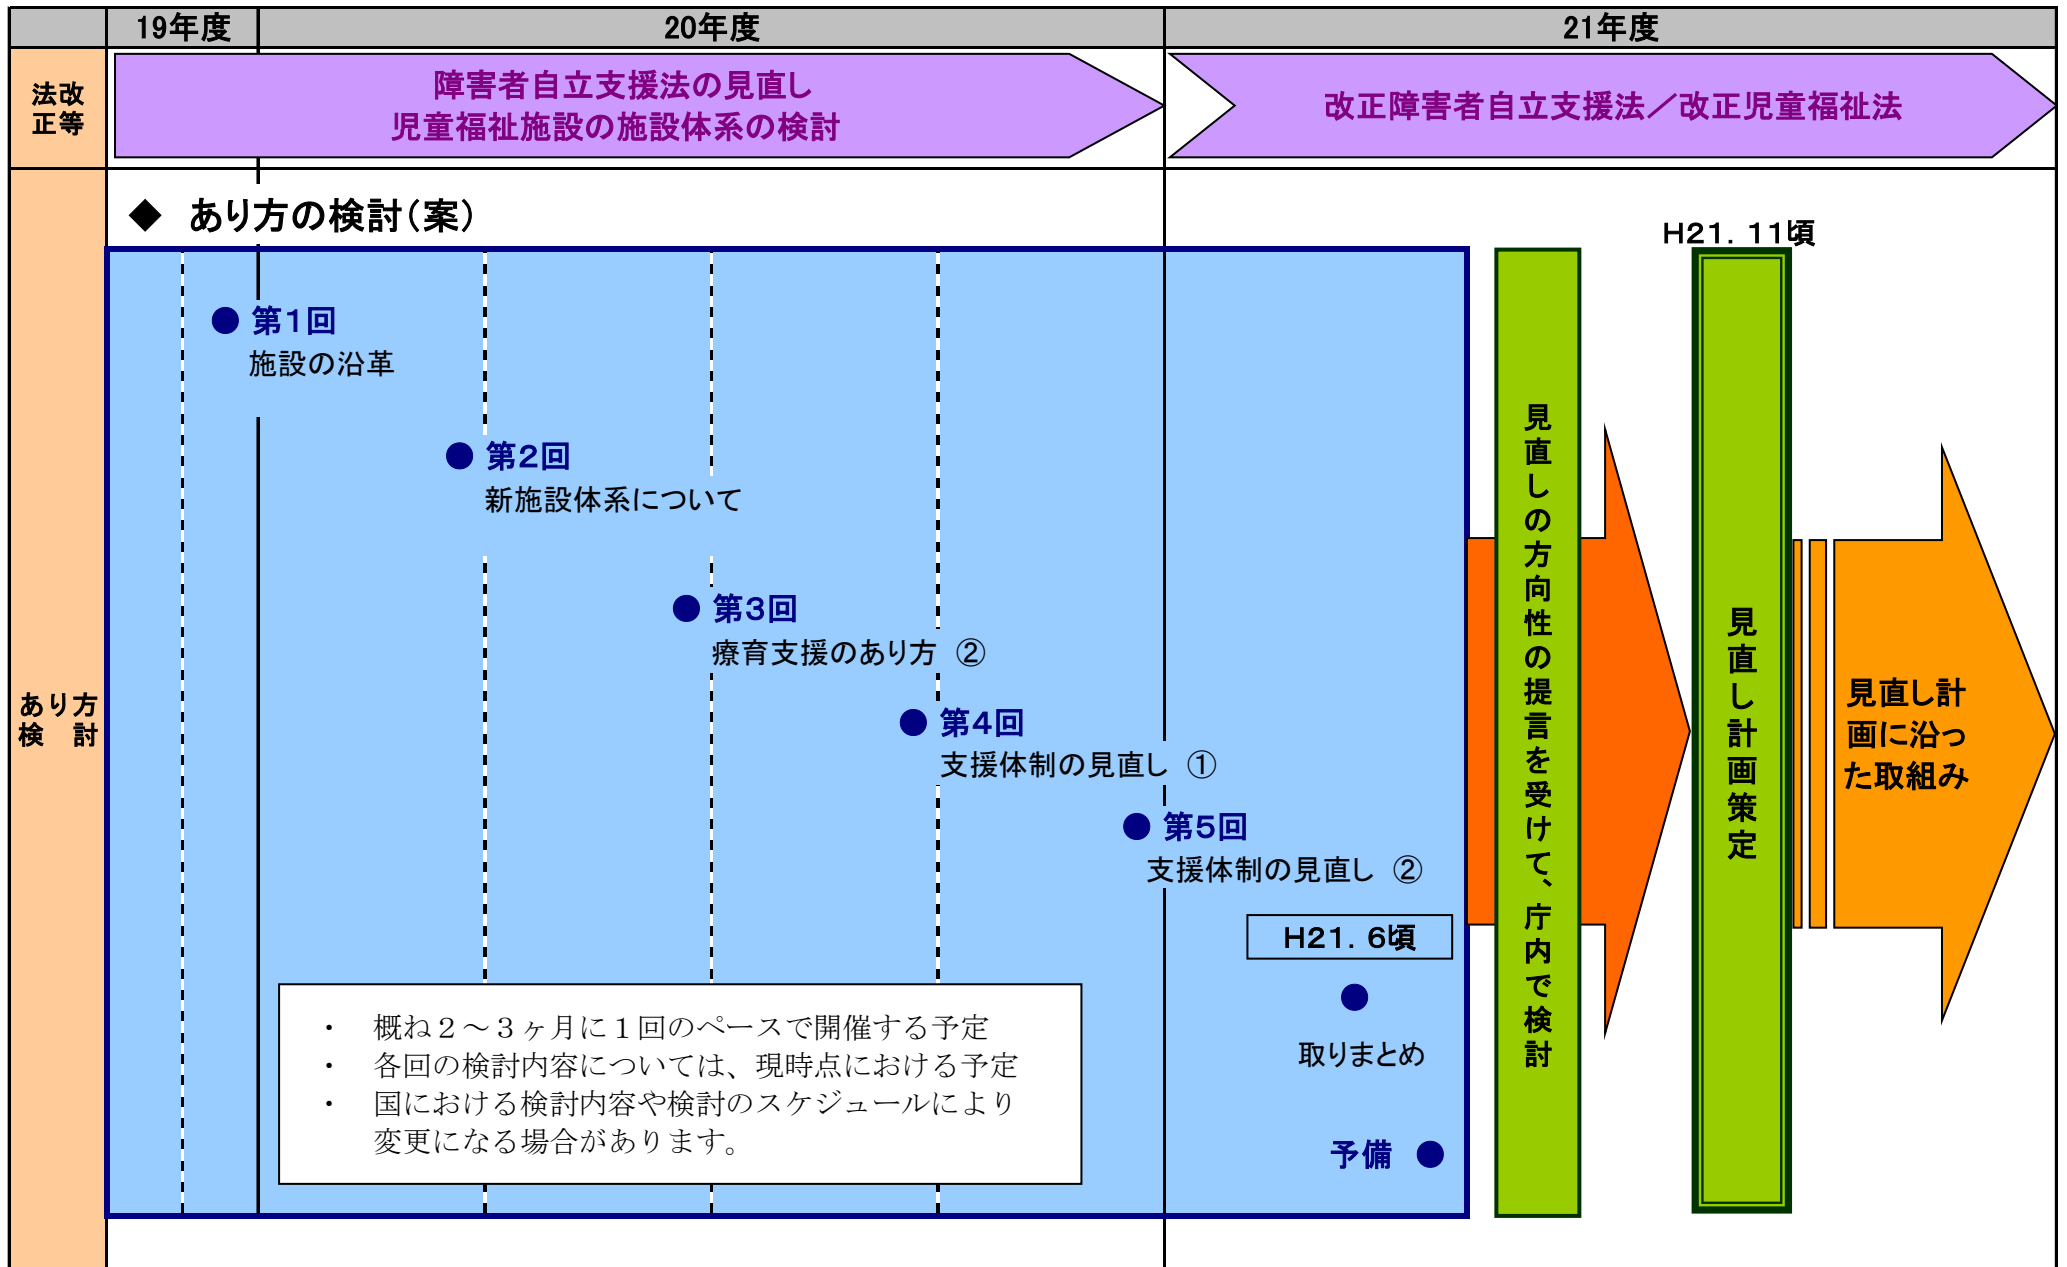 19年度
20年度
21年度
法改
正等
障害者自立支援法の見直し
児童福祉施設の施設体系の検討
改正障害者自立支援法／改正児童福祉法
◆ あり方の検討（案）
H21．11頃
あり方
検　討
● 第1回
施設の沿革
● 第2回
新施設体系について
● 第3回
療育支援のあり方 ②
● 第4回
支援体制の見直し ①
● 第5回
支援体制の見直し ②
H21．6頃
●
取りまとめ
予備 ●
・ 概ね２～３ヶ月に１回のペースで開催する予定
・ 各回の検討内容については、現時点における予定
・ 国における検討内容や検討のスケジュールにより
変更になる場合があります。
見直しの方向性の提言を受けて、庁内で検討
見直し計画策定
見直し計
画に沿っ
た取組み